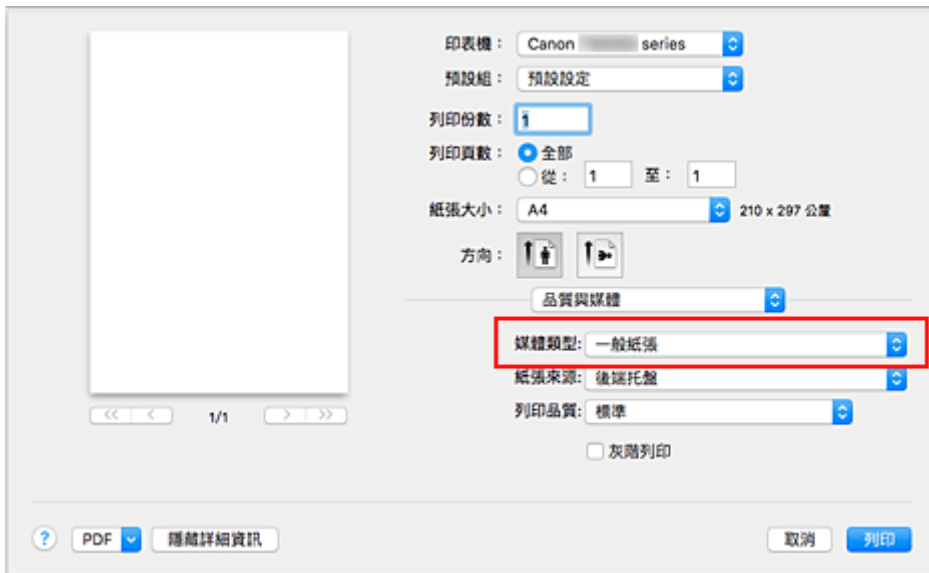 印表機： Canon series
預設組： 預設設定
列印份數： 1
列印頁數： 全部
從： 1 至： 1
紙張大小： A4 210 x 297 公釐
方向：
品質與媒體
媒體類型: 一般紙張
紙張來源: 後端托盤
列印品質: 標準
灰階列印
<< < 1/1 > >>
? PDF 隱藏詳細資訊 取消 列印